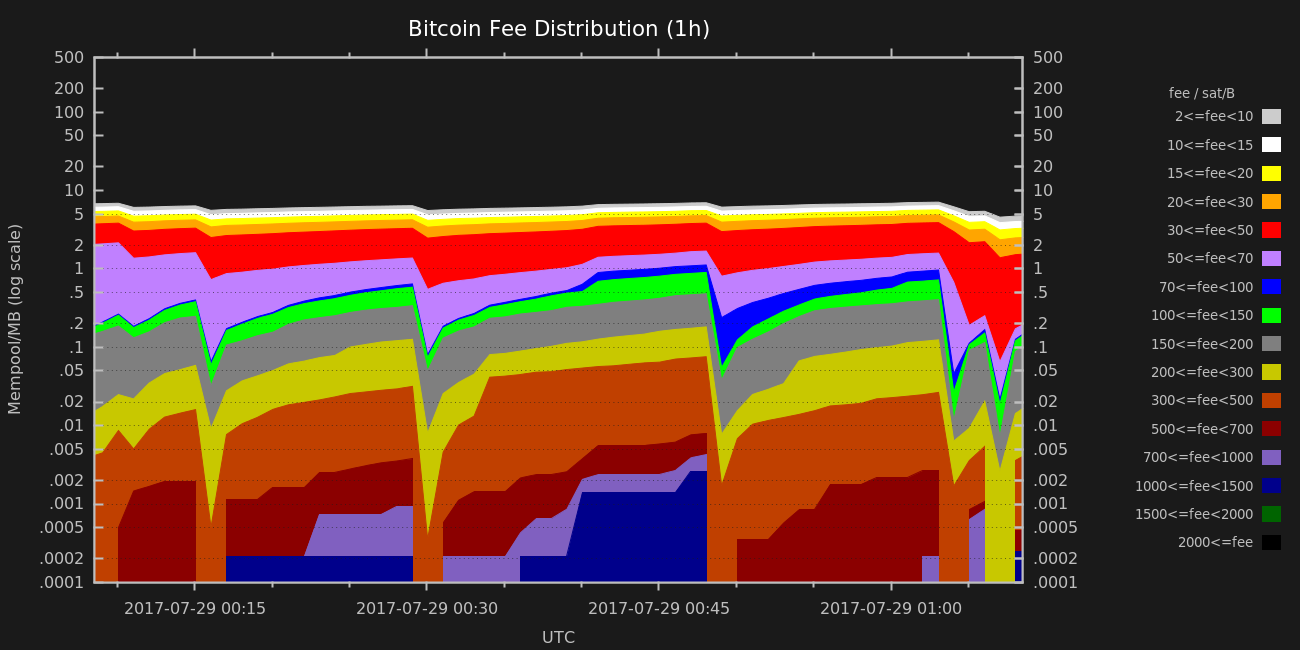 Bitcoin Fee Distribution (1h)
500
200
100
50
20
10
5
2
1
.5
.2
.1
.05
.02
.01
.005
.002
.001
.0005
.0002
.0001
Mempool/MB (log scale)
500
200
100
50
20
10
5
2
1
.5
.2
.1
.05
.02
.01
.005
.002
.001
.0005
.0002
.0001
2017-07-29 00:15 2017-07-29 00:30 2017-07-29 00:45 2017-07-29 01:00
UTC
fee / sat/B
2<=fee<10
10<=fee<15
15<=fee<20
20<=fee<30
30<=fee<50
50<=fee<70
70<=fee<100
100<=fee<150
150<=fee<200
200<=fee<300
300<=fee<500
500<=fee<700
700<=fee<1000
1000<=fee<1500
1500<=fee<2000
2000<=fee